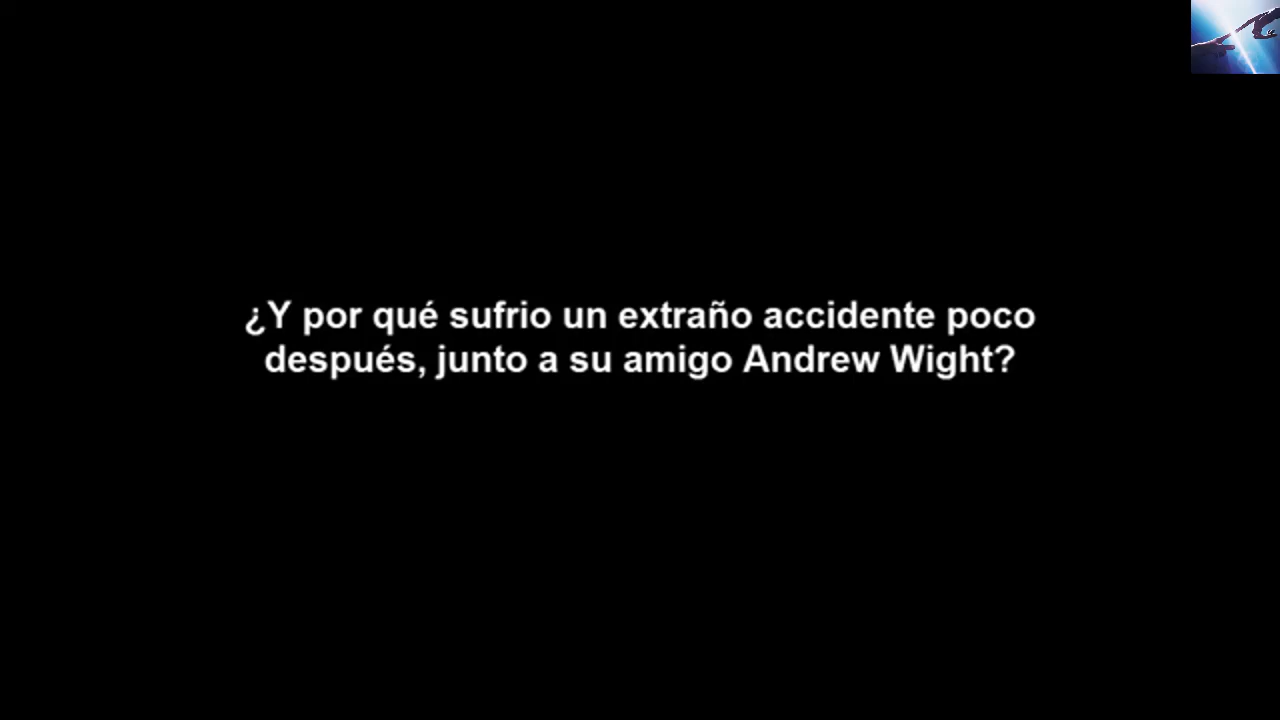 ¿Y por qué sufrio un extraño accidente poco
después, junto a su amigo Andrew Wight?